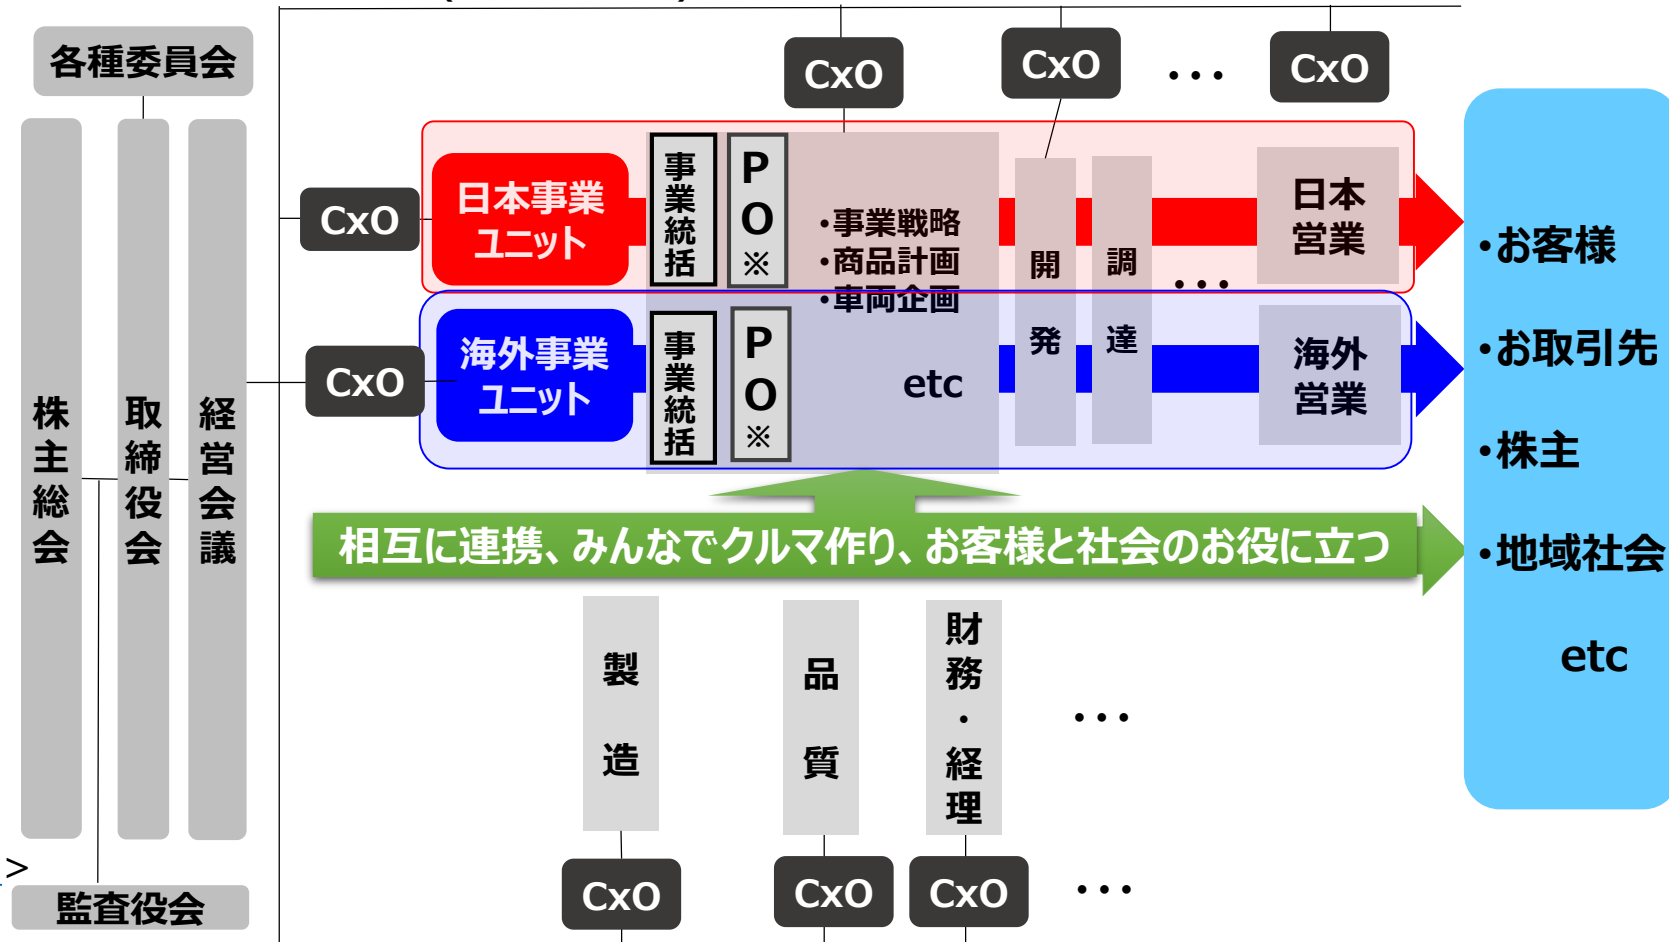 各種委員会
株主総会
取締役会
経営会議
監査役会
>
CxO
CxO
・・・
CxO
CxO
日本事業
ユニット
事業統括
PO※
・事業戦略
・商品計画
・車両企画
etc
開発
調達
・・・
日本
営業
CxO
海外事業
ユニット
事業統括
PO※
海外
営業
相互に連携、みんなでクルマ作り、お客様と社会のお役に立つ
製造
品質
財務・経理
・・・
CxO
CxO
CxO
・・・
・お客様
・お取引先
・株主
・地域社会
etc